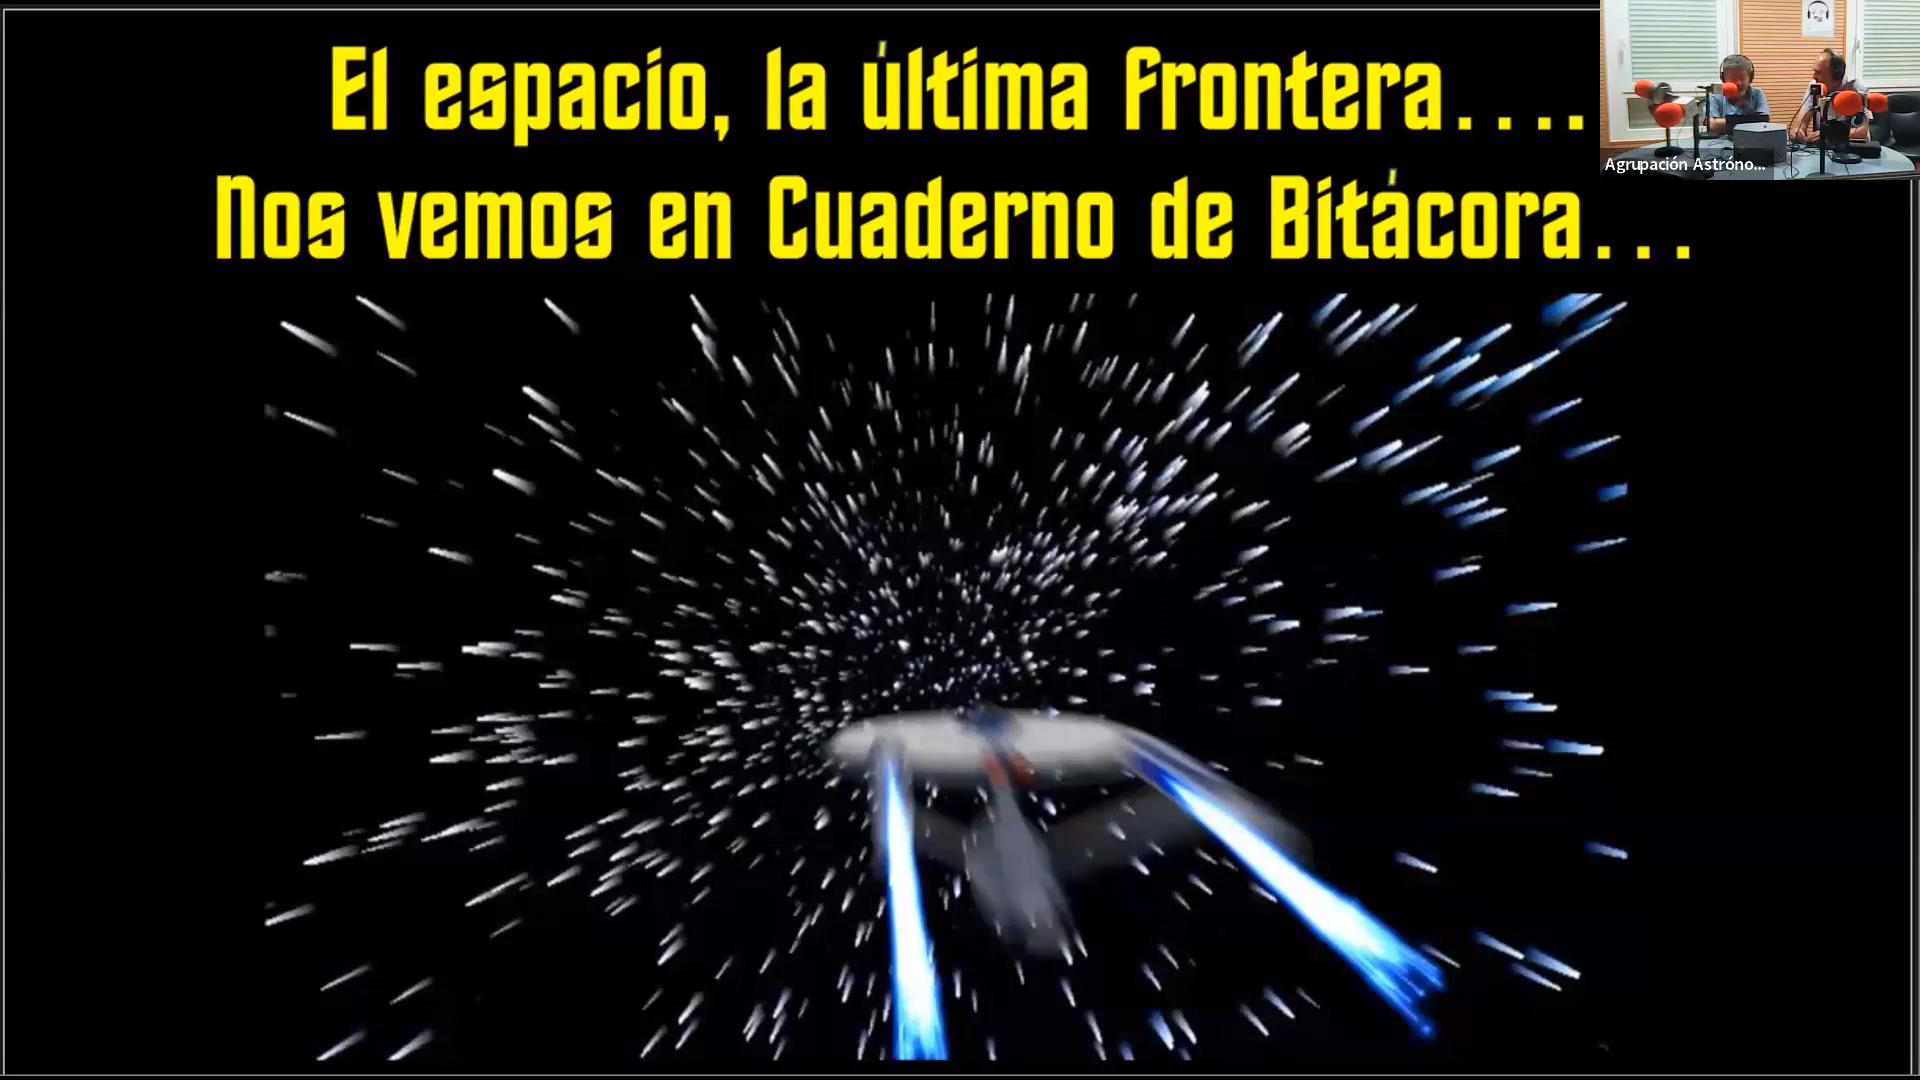 El espacio, la última frontera....
Nos vemos en Cuaderno de Bitácora...
Agrupación Astróno...